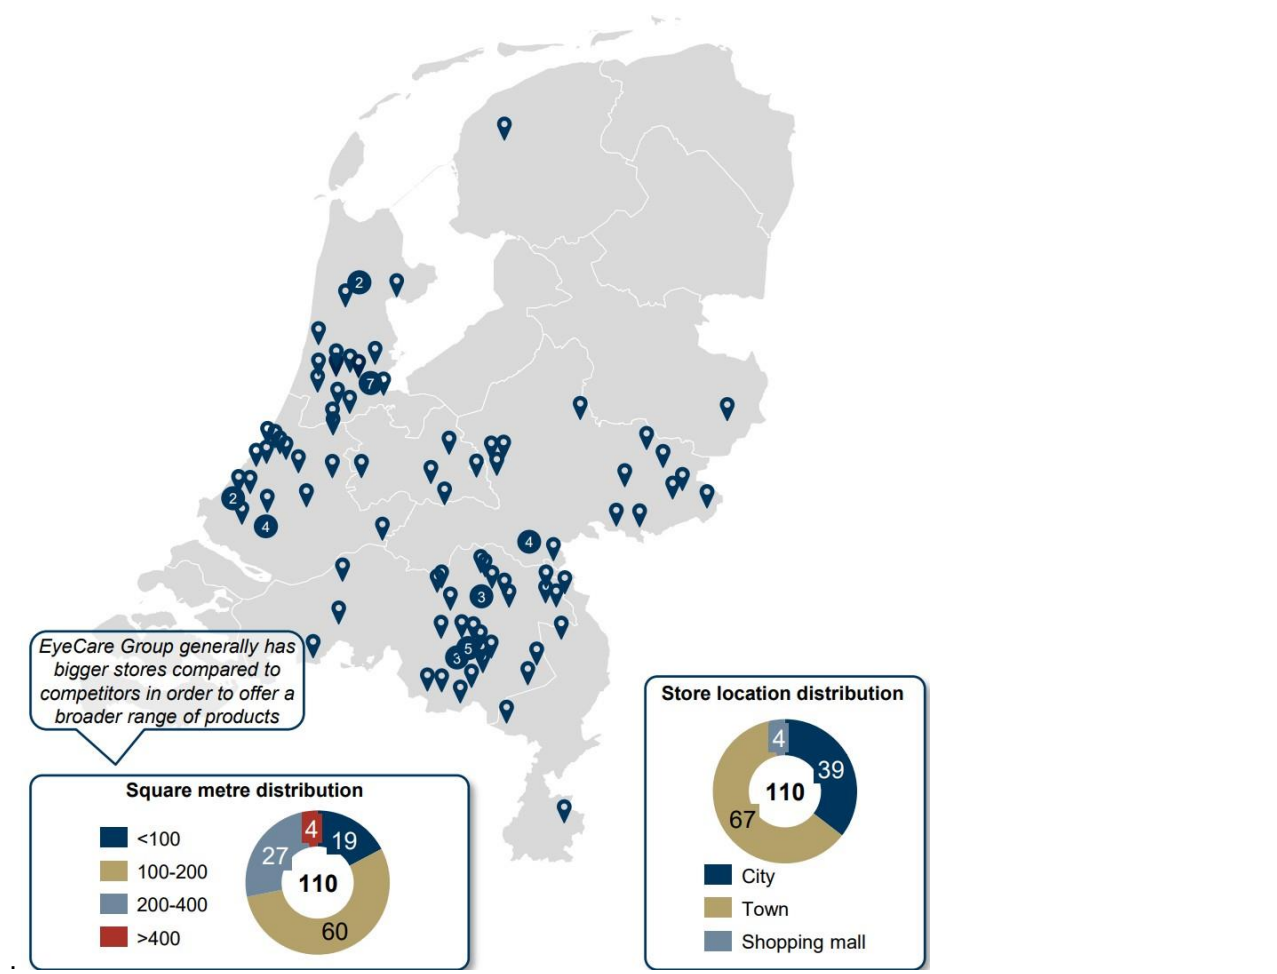 2
7
2
4
4
3
5
3
EyeCare Group generally has
bigger stores compared to
competitors in order to offer a
broader range of products
Square metre distribution
<100
100-200
200-400
>400
4
19
27
110
60
Store location distribution
4
39
110
67
City
Town
Shopping mall
.